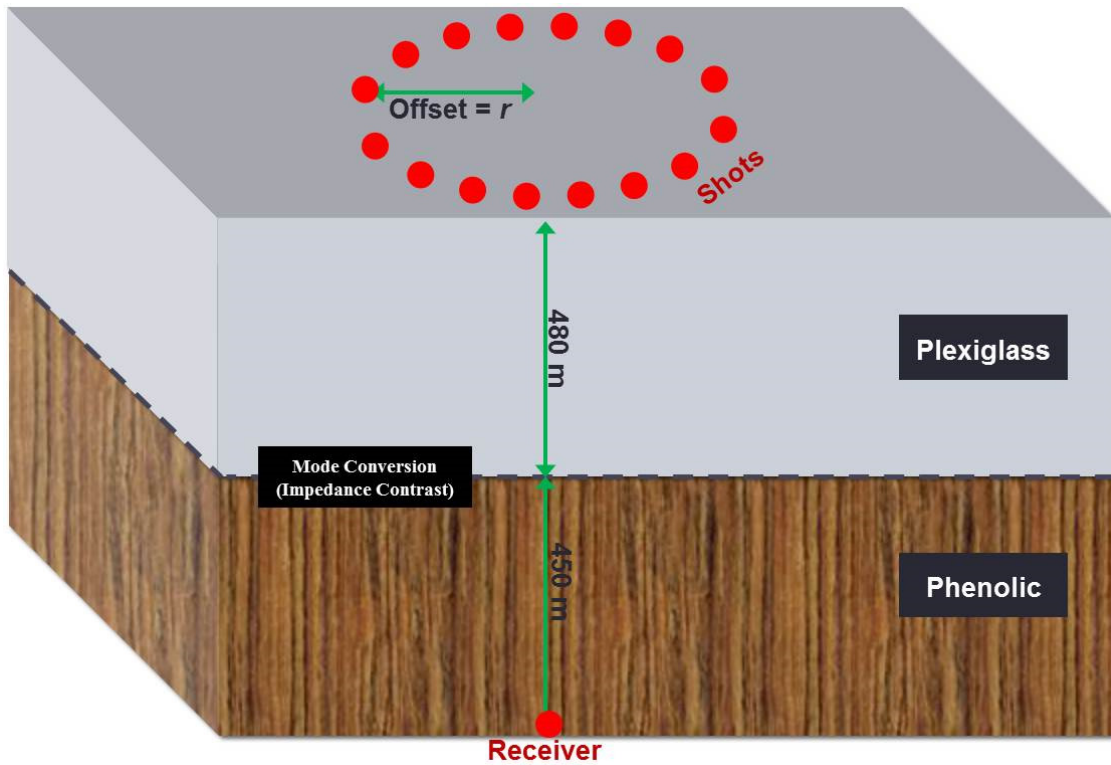 Offset = r
Shots
480 m
Plexiglass
Mode Conversion
(Impedance Contrast)
450 m
Phenolic
Receiver